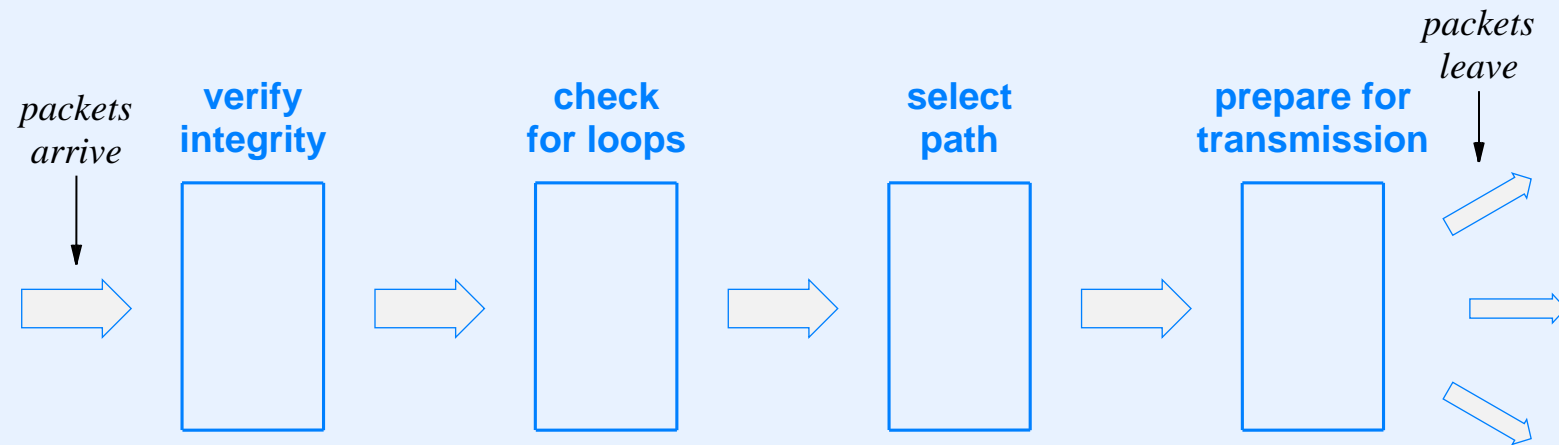 packets
arrive
verify
integrity
check
for loops
select
path
prepare for
transmission
packets
leave